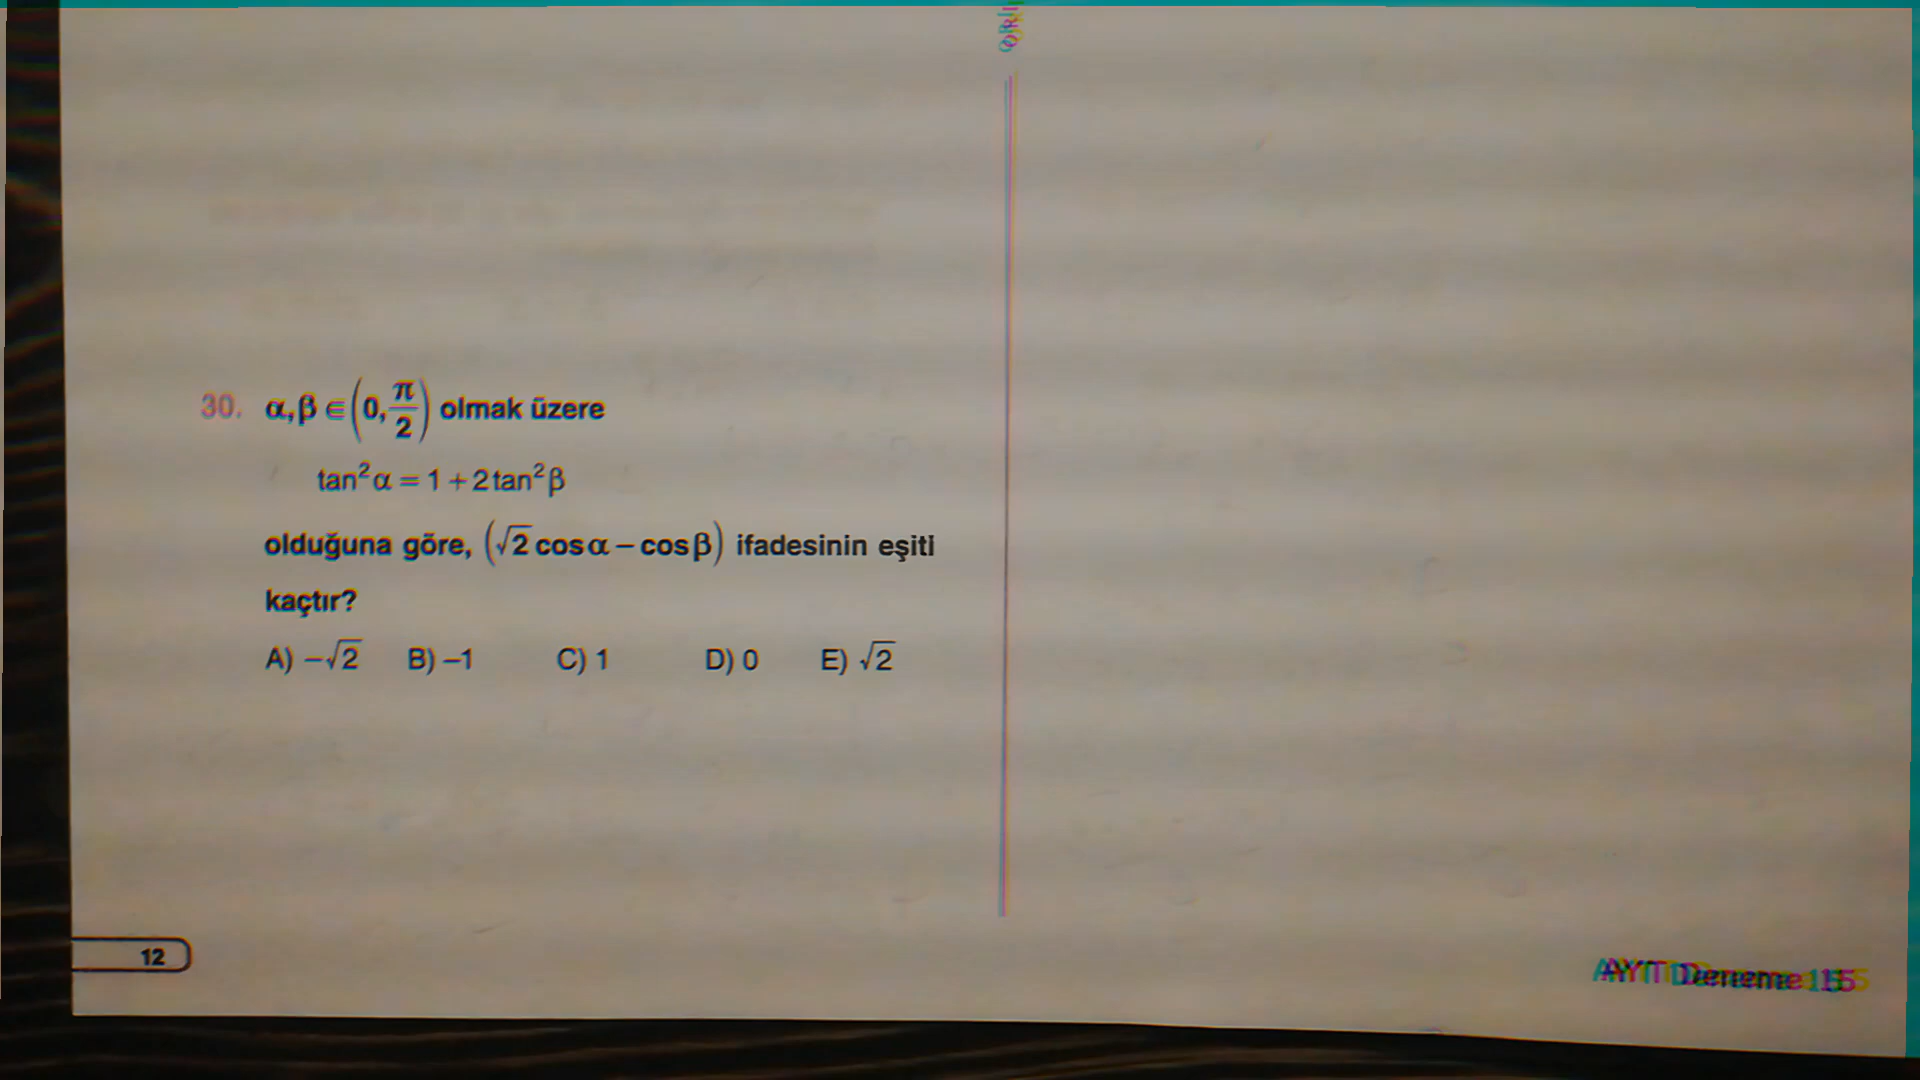 30. α,β ∈ (0, π/2) olmak üzere
tan²α = 1 + 2tan²β
olduğuna göre, (√2 cosα – cosβ) ifadesinin eşiti
kaçtır?
A) –√2 B) –1 C) 1 D) 0 E) √2
12
AYT Deneme 15